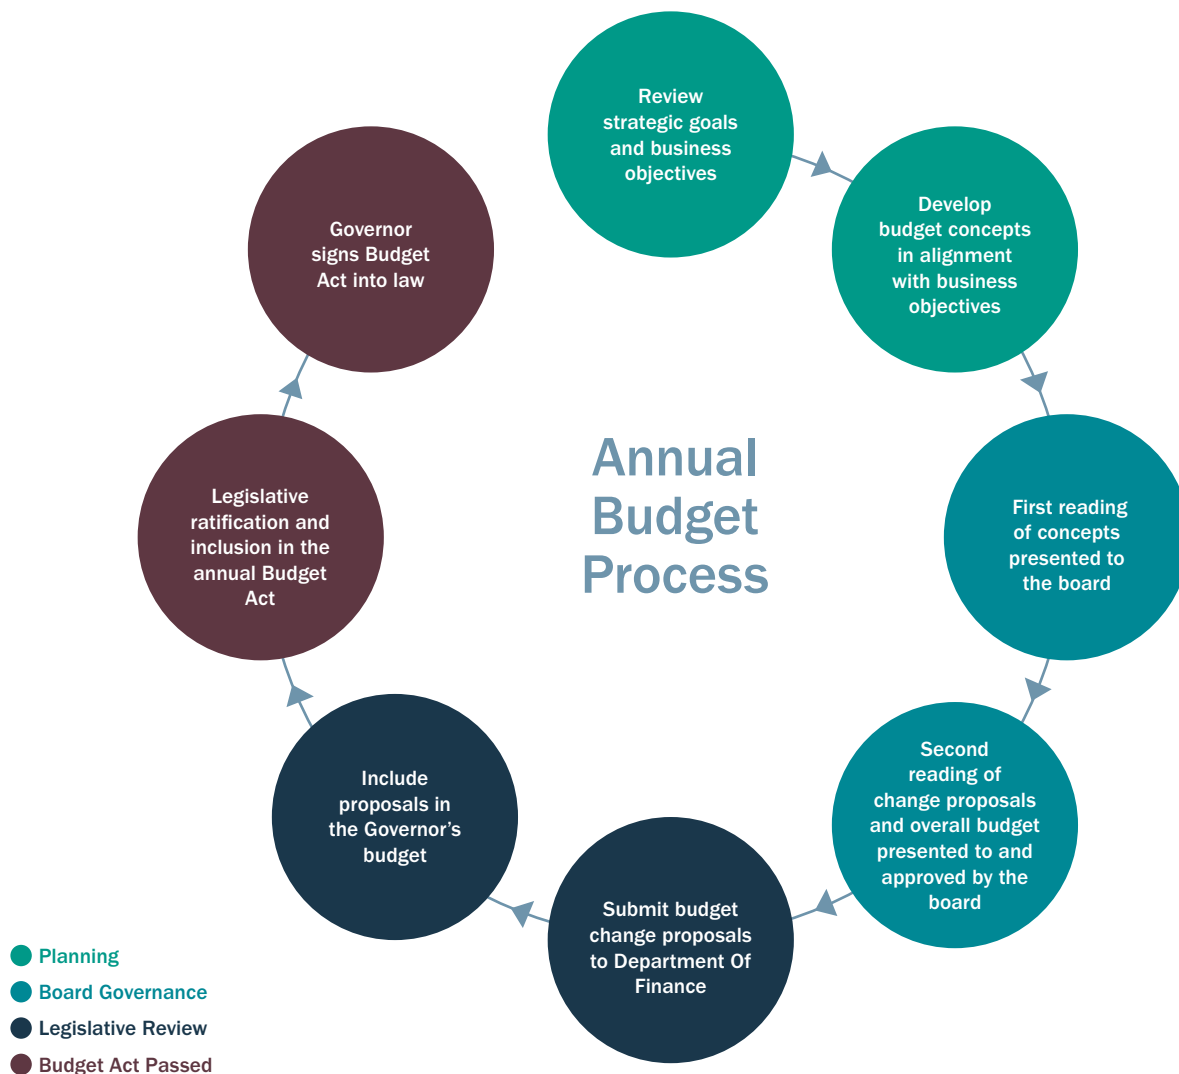 Review
strategic goals
and business
objectives
Develop
budget concepts
in alignment
with business
objectives
First reading
of concepts
presented to
the board
Second
reading of
change proposals
and overall budget
presented to and
approved by the
board
Submit budget
change proposals
to Department Of
Finance
Include
proposals in
the Governor’s
budget
Legislative
ratification and
inclusion in the
annual Budget
Act
Governor
signs Budget
Act into law
Annual
Budget
Process
Planning
Board Governance
Legislative Review
Budget Act Passed